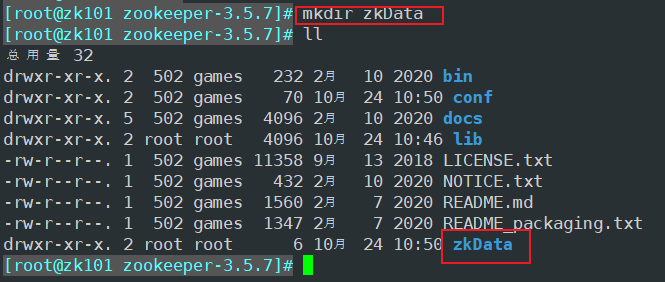 [root@zk101 zookeeper-3.5.7]# mkdir zkData
[root@zk101 zookeeper-3.5.7]# ll
总用量 32
drwxr-xr-x. 2  502 games   232 2月   10 2020 bin
drwxr-xr-x. 2  502 games    70 10月  24 10:50 conf
drwxr-xr-x. 5  502 games  4096 2月   10 2020 docs
drwxr-xr-x. 2 root root   4096 10月  24 10:46 lib
-rw-r--r--. 1  502 games 11358 9月   13 2018 LICENSE.txt
-rw-r--r--. 1  502 games   432 2月   10 2020 NOTICE.txt
-rw-r--r--. 1  502 games  1560 2月    7 2020 README.md
-rw-r--r--. 1  502 games  1347 2月    7 2020 README_packaging.txt
drwxr-xr-x. 2 root root      6 10月  24 10:50 zkData
[root@zk101 zookeeper-3.5.7]#